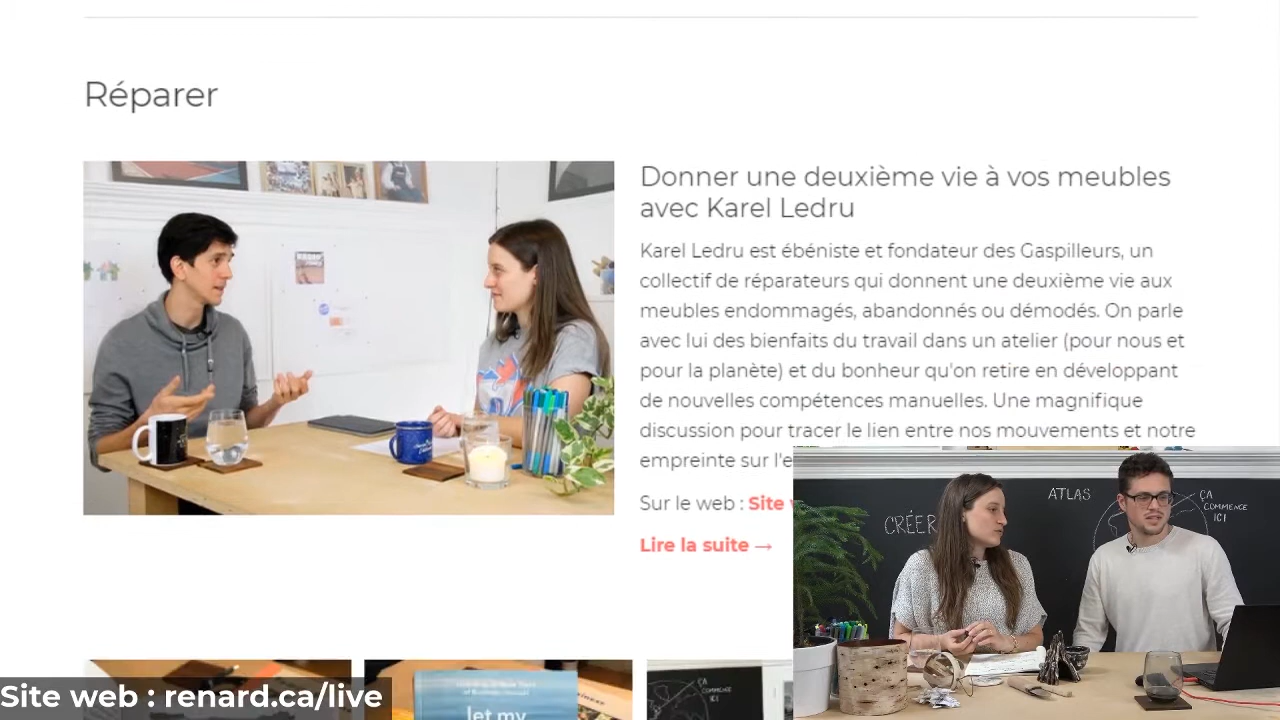 Réparer
Donner une deuxième vie à vos meubles
avec Karel Ledru
Karel Ledru est ébéniste et fondateur des Gaspilleurs, un
collectif de réparateurs qui donnent une deuxième vie aux
meubles endommagés, abandonnés ou démodés. On parle
avec lui des bienfaits du travail dans un atelier (pour nous et
pour la planète) et du bonheur qu'on retire en développant
de nouvelles compétences manuelles. Une magnifique
discussion pour tracer le lien entre nos mouvements et notre
empreinte sur l'e
Sur le web : Site
Lire la suite →
CRÉER
ATLAS
ÇA
COMMENCE
ICI
let my
Site web : renard.ca/live